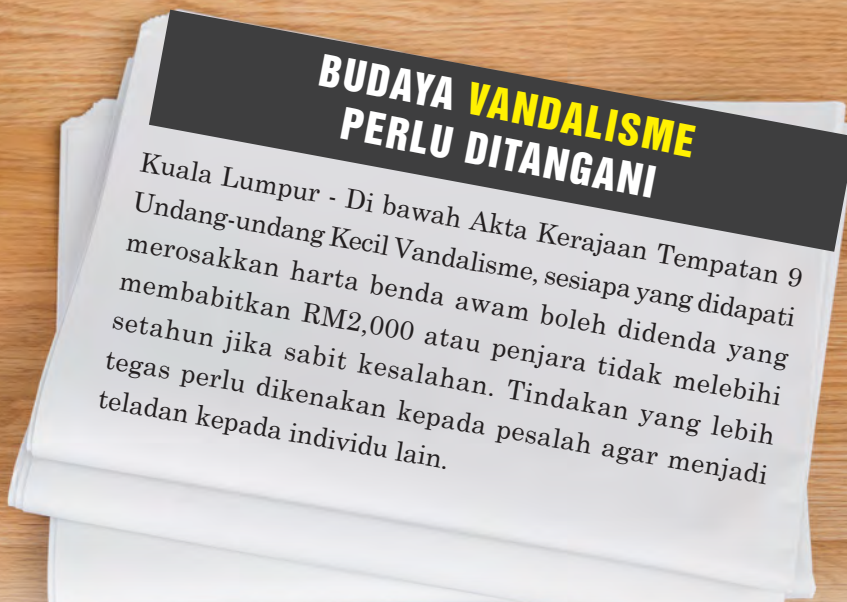 BUDAYA VANDALISME
PERLU DITANGANI
Kuala Lumpur - Di bawah Akta Kerajaan Tempatan 9
Undang-undang Kecil Vandalisme, sesiapa yang didapati
merosakkan harta benda awam boleh didenda yang
membabitkan RM2,000 atau penjara tidak melebihi
setahun jika sabit kesalahan. Tindakan yang lebih
tegas perlu dikenakan kepada pesalah agar menjadi
teladan kepada individu lain.